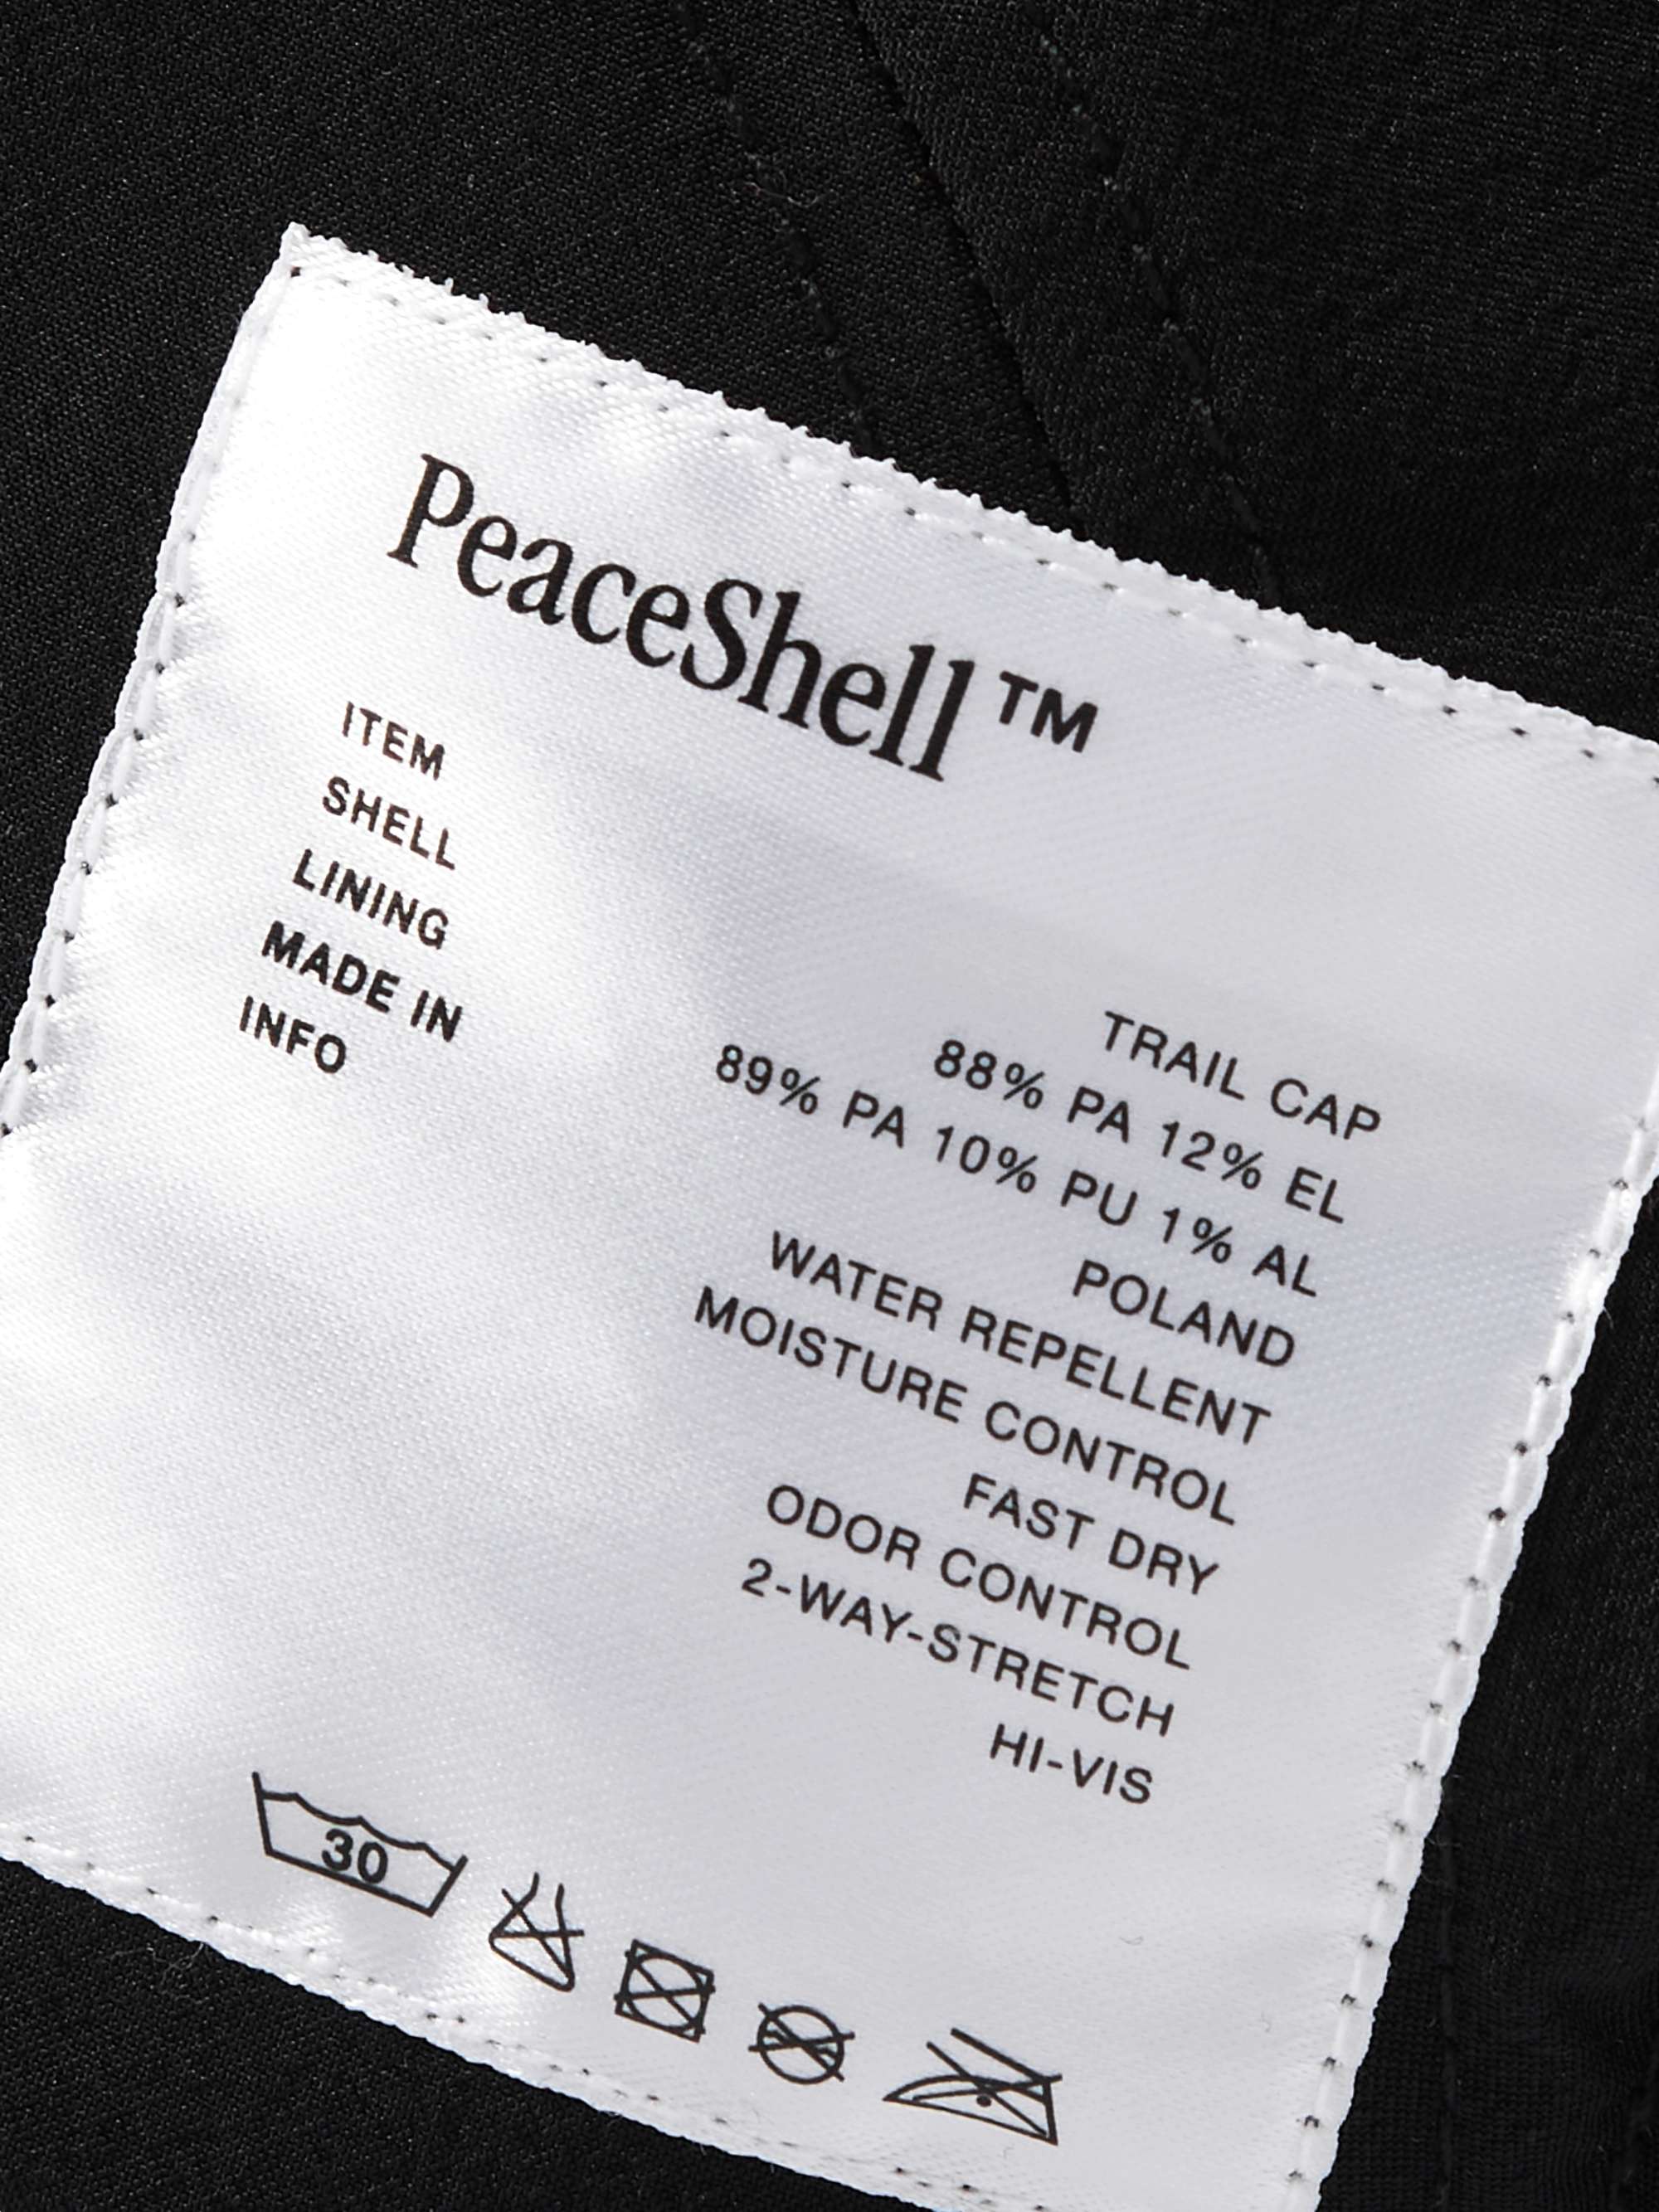 PeaceShell™
ITEM TRAIL CAP
SHELL 88% PA 12% EL
LINING 89% PA 10% PU 1% AL
MADE IN POLAND
INFO WATER REPELLENT
MOISTURE CONTROL
FAST DRY
ODOR CONTROL
2-WAY-STRETCH
HI-VIS
30